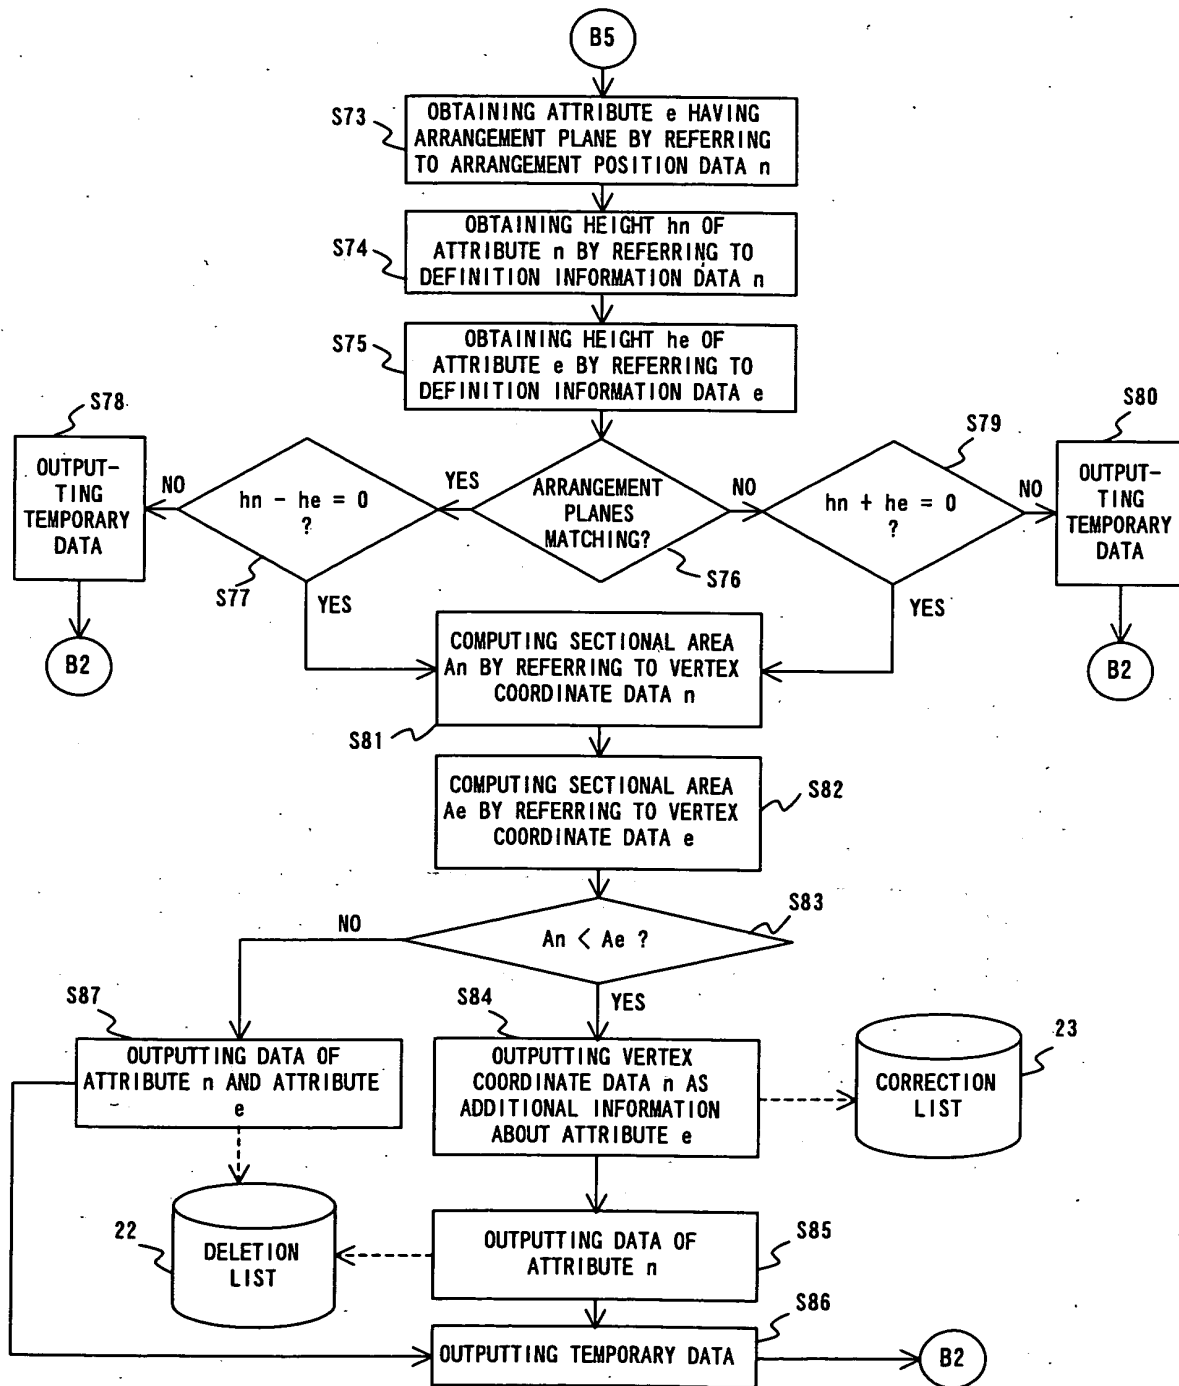 B5
S73
OBTAINING ATTRIBUTE e HAVING
ARRANGEMENT PLANE BY REFERRING
TO ARRANGEMENT POSITION DATA n
S74
OBTAINING HEIGHT hn OF
ATTRIBUTE n BY REFERRING TO
DEFINITION INFORMATION DATA n
S75
OBTAINING HEIGHT he OF
ATTRIBUTE e BY REFERRING TO
DEFINITION INFORMATION DATA e
S78
OUTPUT-
TING
TEMPORARY
DATA
NO
hn - he = 0
?
S77
YES
YES
ARRANGEMENT
PLANES
MATCHING?
S76
NO
S79
hn + he = 0
?
YES
NO
S80
OUTPUT-
TING
TEMPORARY
DATA
B2
B2
COMPUTING SECTIONAL AREA
An BY REFERRING TO VERTEX
COORDINATE DATA n
S81
COMPUTING SECTIONAL AREA
Ae BY REFERRING TO VERTEX
COORDINATE DATA e
S82
NO
An < Ae ?
S83
YES
S87
OUTPUTTING DATA OF
ATTRIBUTE n AND ATTRIBUTE
e
S84
OUTPUTTING VERTEX
COORDINATE DATA n AS
ADDITIONAL INFORMATION
ABOUT ATTRIBUTE e
23
CORRECTION
LIST
22
DELETION
LIST
OUTPUTTING DATA OF
ATTRIBUTE n
S85
S86
OUTPUTTING TEMPORARY DATA
B2